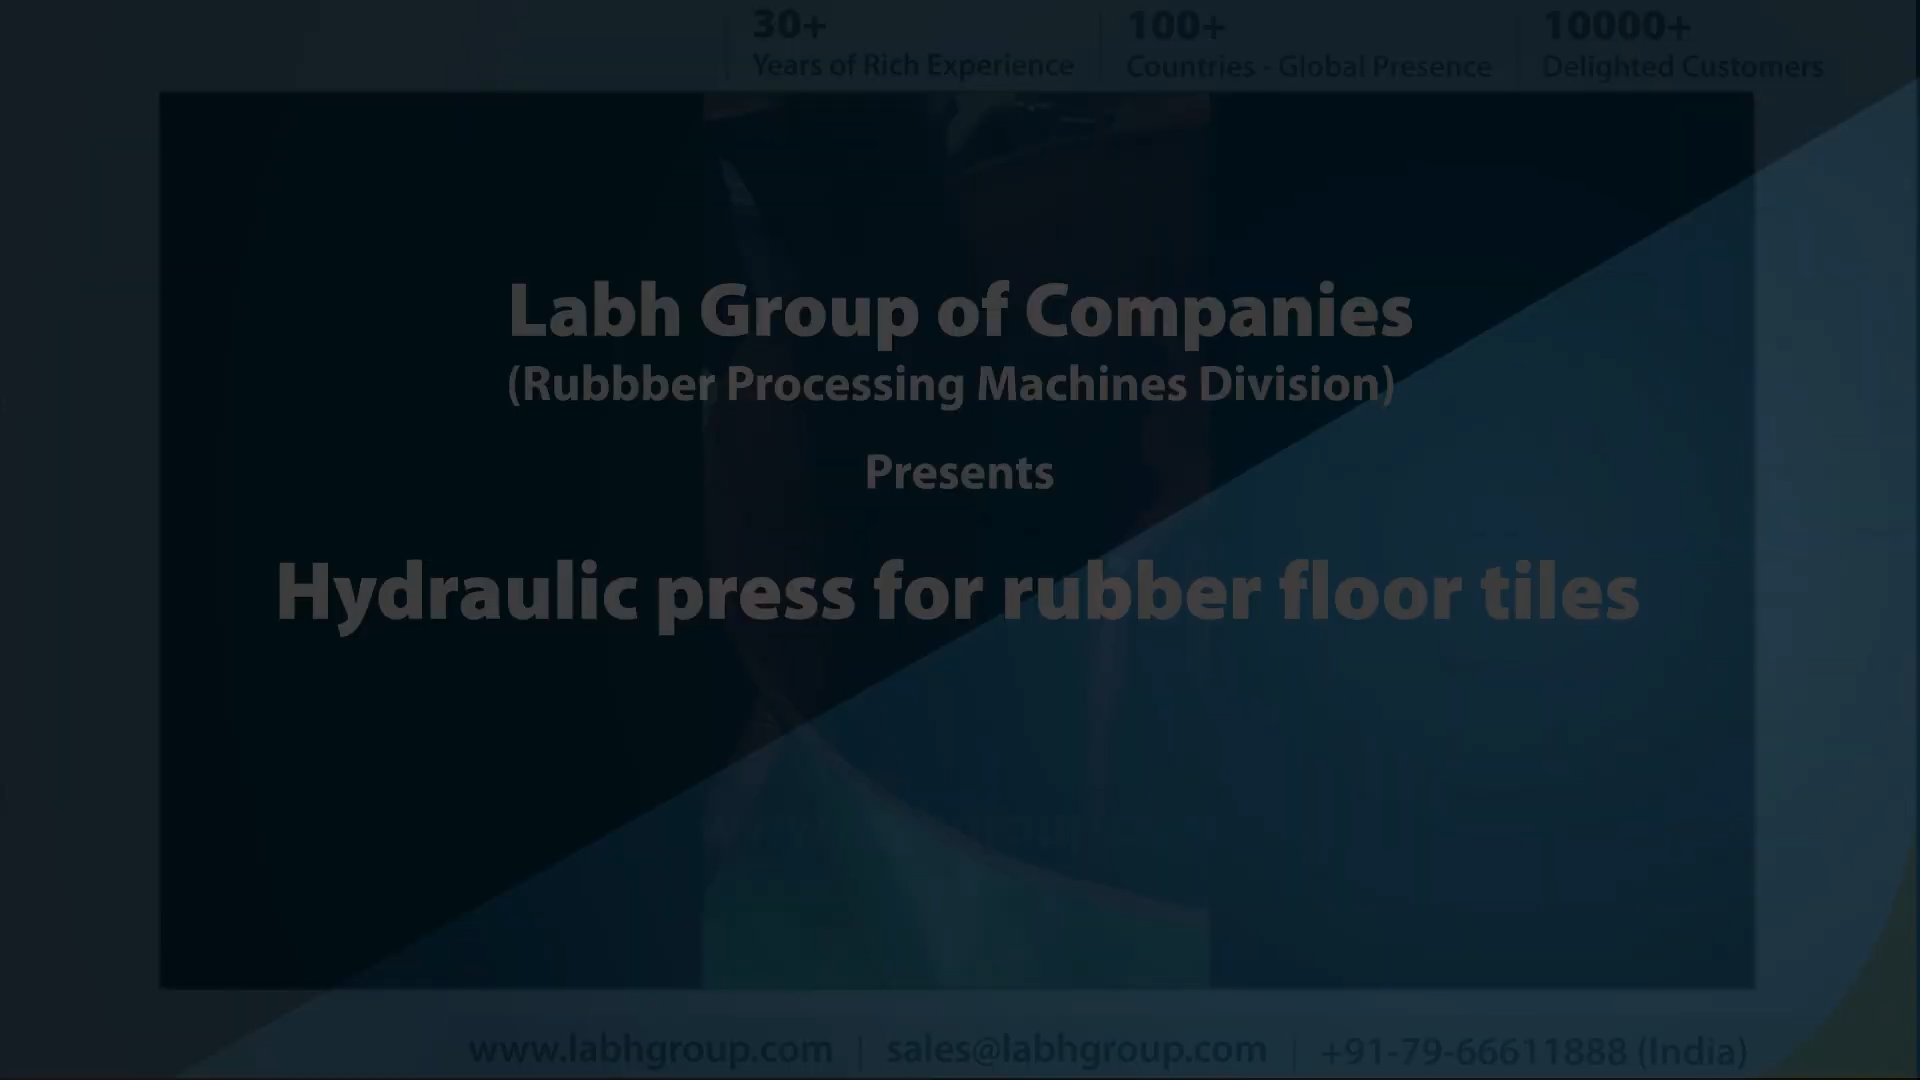 30+
Years of Rich Experience
100+
Countries - Global Presence
10000+
Delighted Customers
Labh Group of Companies
(Rubbber Processing Machines Division)
Presents
Hydraulic press for rubber floor tiles
www.labhgroup.com | sales@labhgroup.com | +91-79-66611888 (India)